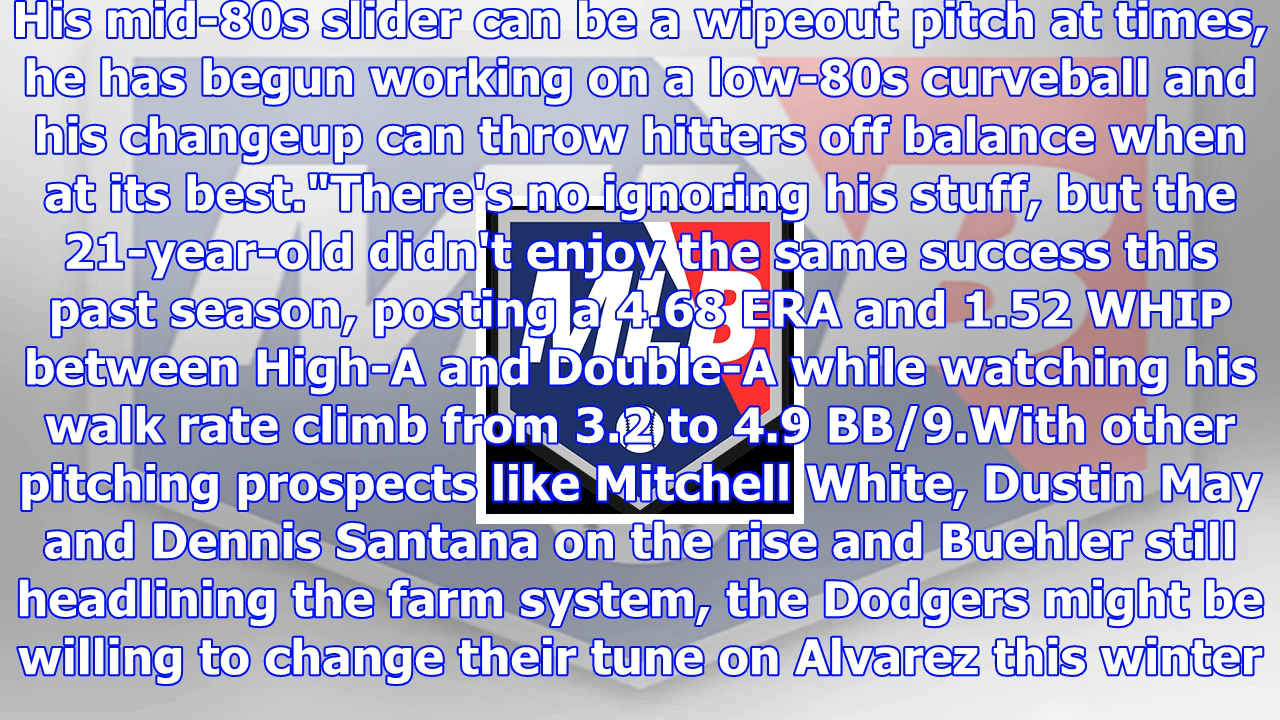 His mid-80s slider can be a wipeout pitch at times,
he has begun working on a low-80s curveball and
his changeup can throw hitters off balance when
at its best."There's no ignoring his stuff, but the
21-year-old didn't enjoy the same success this
past season, posting a 4.68 ERA and 1.52 WHIP
between High-A and Double-A while watching his
walk rate climb from 3.2 to 4.9 BB/9.With other
pitching prospects like Mitchell White, Dustin May
and Dennis Santana on the rise and Buehler still
headlining the farm system, the Dodgers might be
willing to change their tune on Alvarez this winter
MLB